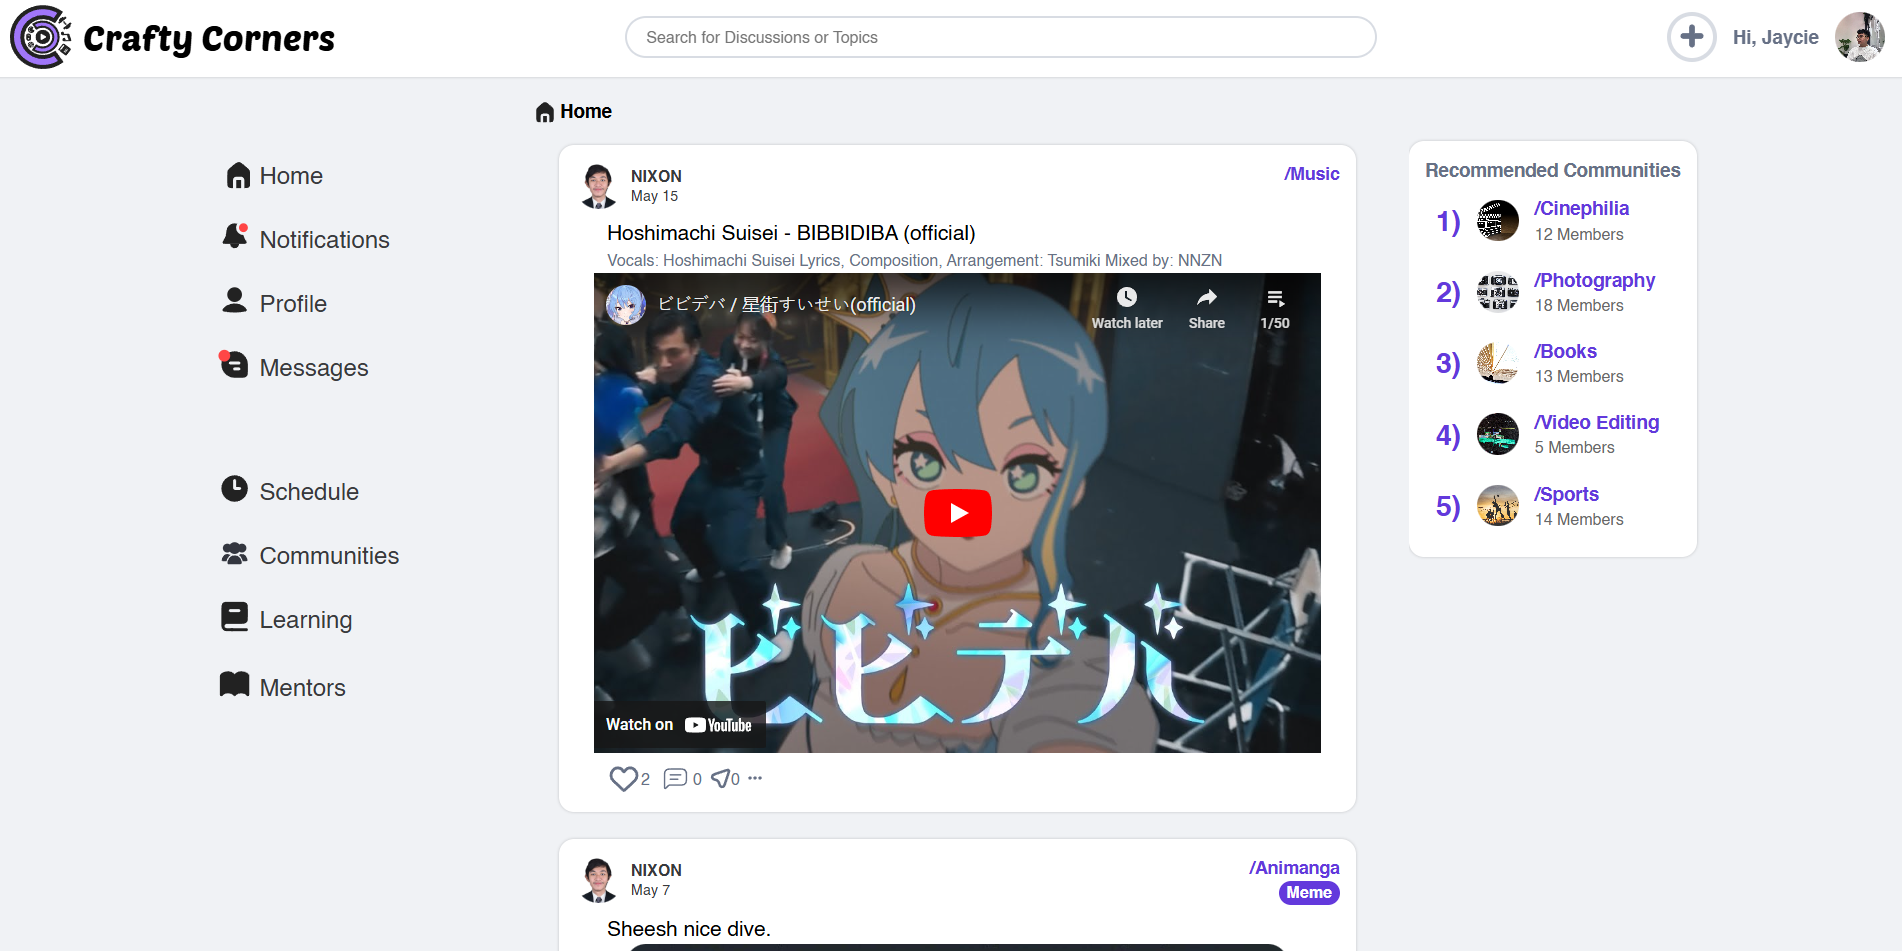 Crafty Corners
Search for Discussions or Topics
Hi, Jaycie
Home
Home
Notifications
Profile
Messages
Schedule
Communities
Learning
Mentors
NIXON
May 15
/Music
Hoshimachi Suisei - BIBBIDIBA (official)
Vocals: Hoshimachi Suisei Lyrics, Composition, Arrangement: Tsumiki Mixed by: NNZN
ビビデバ / 星街すいせい(official)
Watch later
Share
1/50
ビビデバ
Watch on YouTube
2 0 0 ···
NIXON
May 7
/Animanga
Meme
Sheesh nice dive.
Recommended Communities
1) /Cinephilia
12 Members
2) /Photography
18 Members
3) /Books
13 Members
4) /Video Editing
5 Members
5) /Sports
14 Members